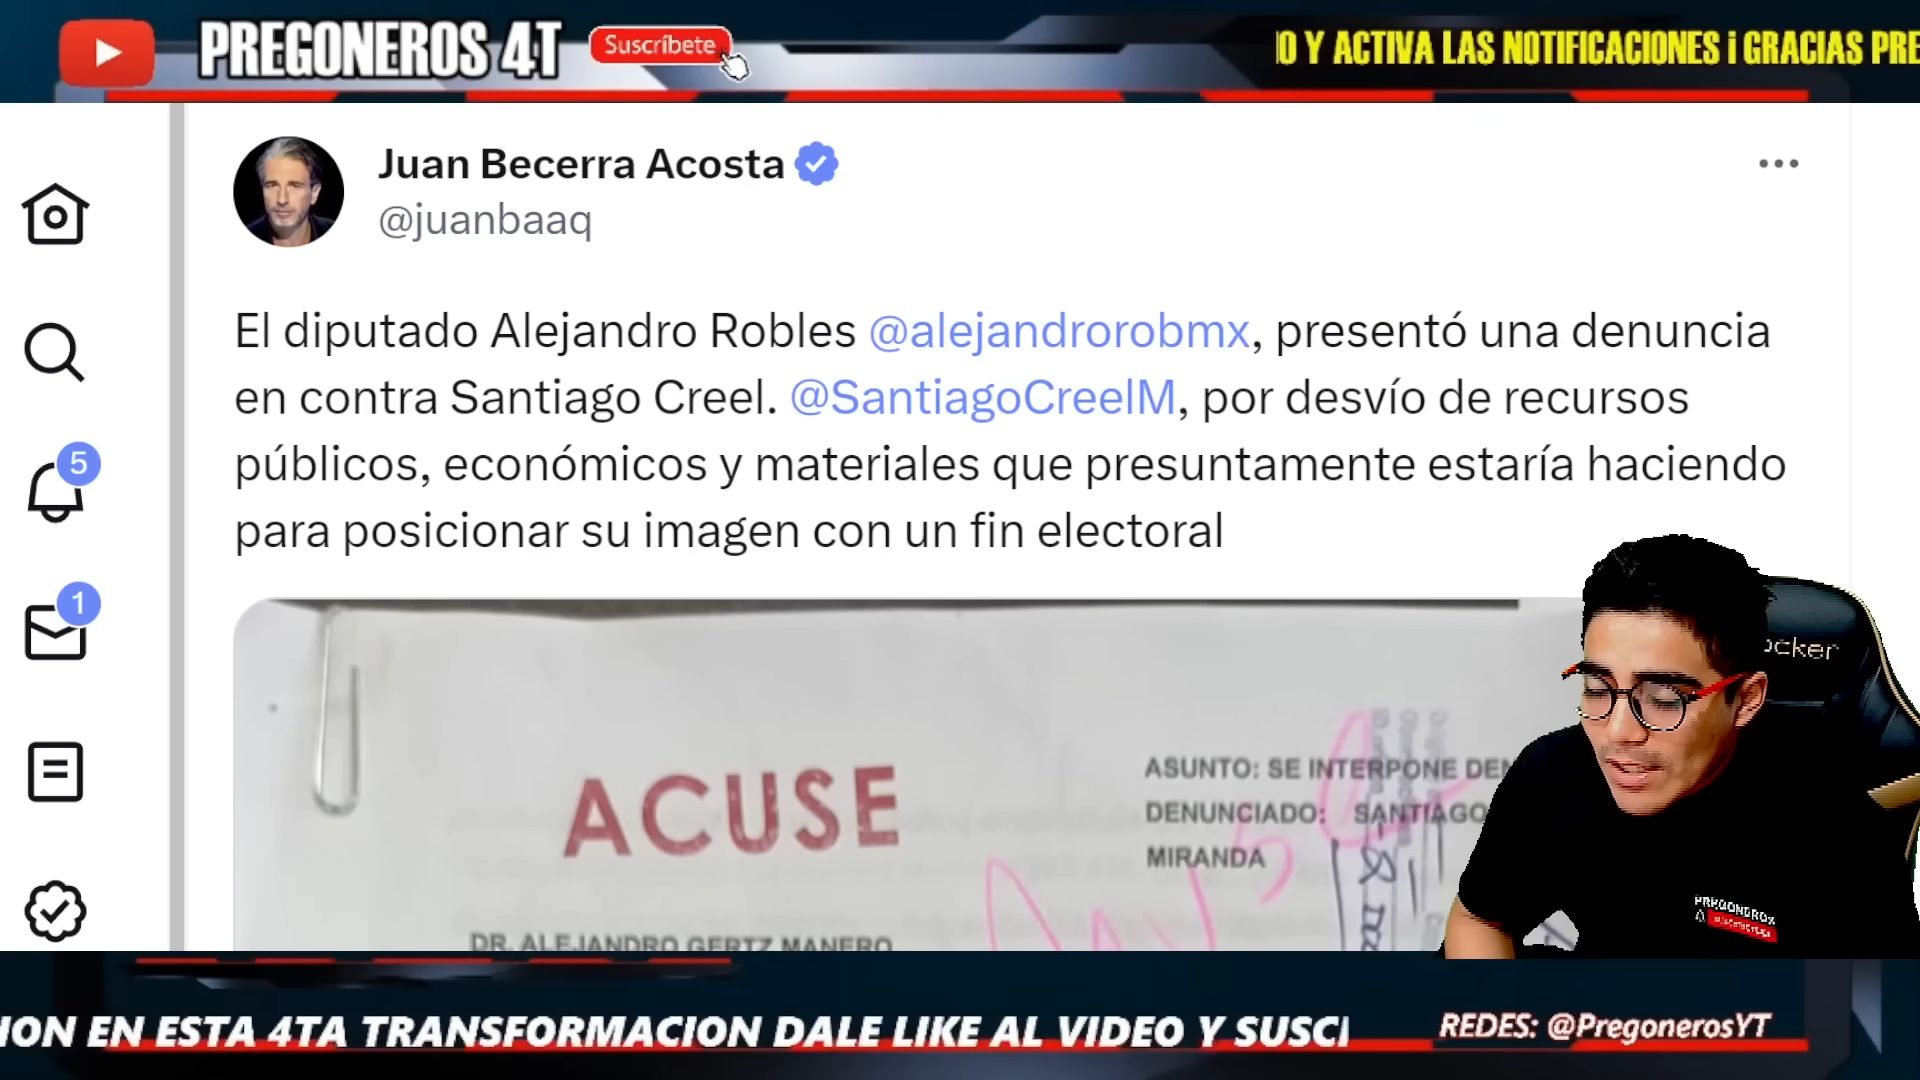 PREGONEROS 4T
Suscríbete
O Y ACTIVA LAS NOTIFICACIONES ¡ GRACIAS PRE
Juan Becerra Acosta
@juanbaaq
El diputado Alejandro Robles @alejandrorobmx, presentó una denuncia
en contra Santiago Creel. @SantiagoCreelM, por desvío de recursos
públicos, económicos y materiales que presuntamente estaría haciendo
para posicionar su imagen con un fin electoral
5
1
ACUSE
ASUNTO: SE INTERPONE DEN
DENUNCIADO: SANTIAGO
MIRANDA
DR. ALEJANDRO GERTZ MANERO
ocker
ION EN ESTA 4TA TRANSFORMACION DALE LIKE AL VIDEO Y SUSCI
REDES: @PregonerosYT